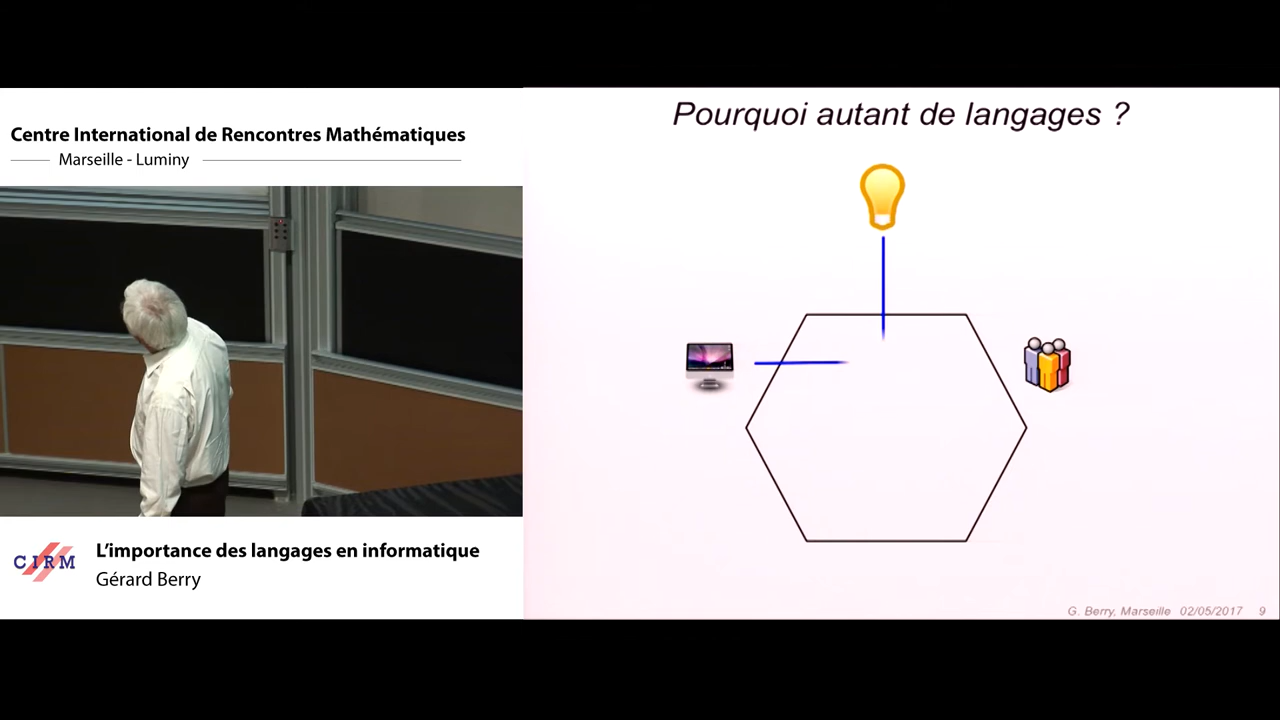 Centre International de Rencontres Mathématiques
Marseille - Luminy
CIRM
L'importance des langages en informatique
Gérard Berry
Pourquoi autant de langages ?
G. Berry, Marseille 02/05/2017 9